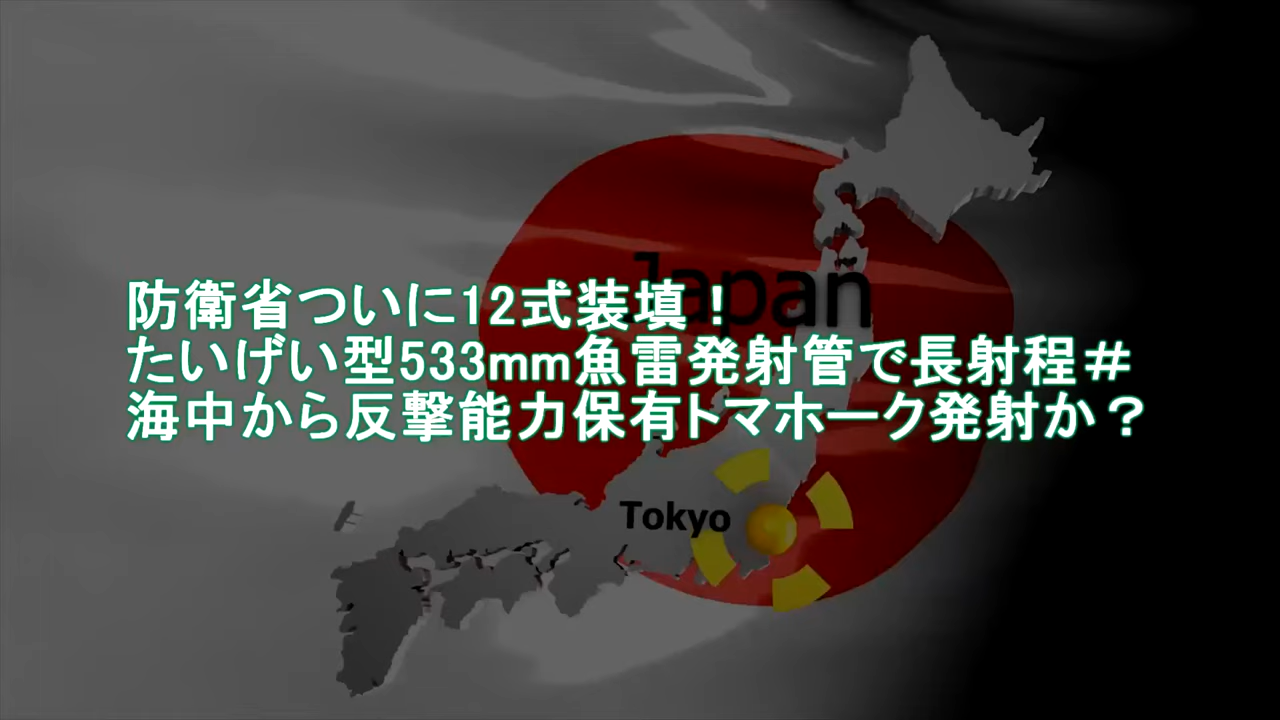 Japan
防衛省ついに12式装填！
たいげい型533mm魚雷発射管で長射程＃
海中から反撃能力保有トマホーク発射か？
Tokyo